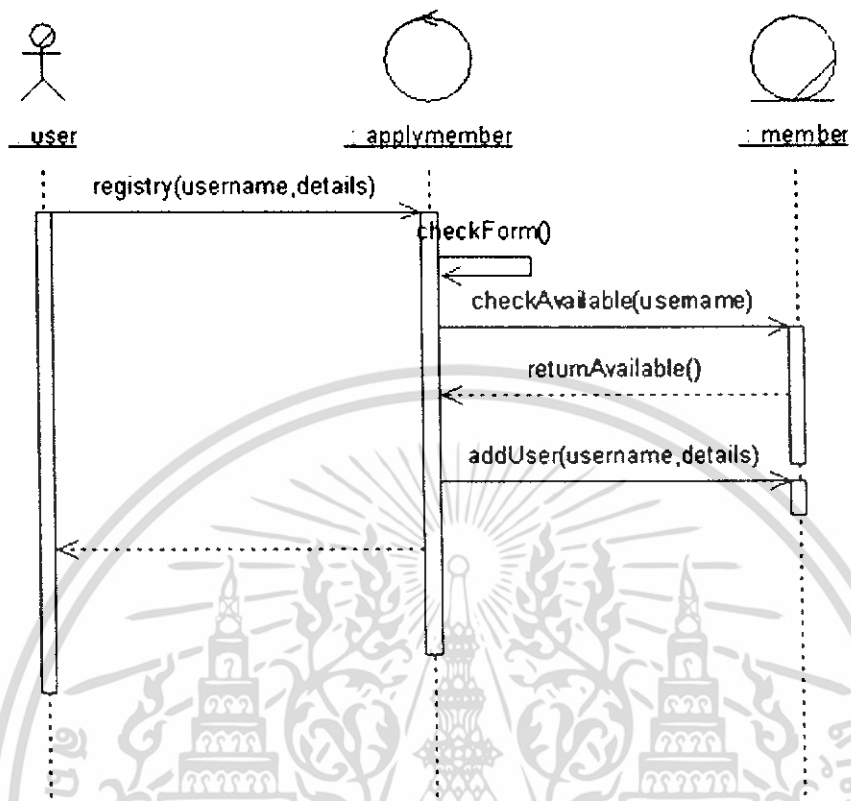 : user
: applymember
: member
registry(username,details)
checkForm()
checkAvailable(username)
returnAvailable()
addUser(username,details)